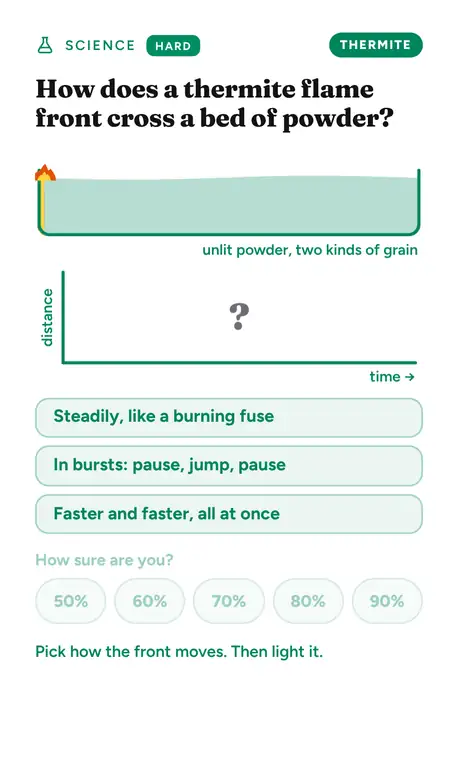 SCIENCE HARD THERMITE
How does a thermite flame
front cross a bed of powder?
unlit powder, two kinds of grain
distance
?
time →
Steadily, like a burning fuse
In bursts: pause, jump, pause
Faster and faster, all at once
How sure are you?
50% 60% 70% 80% 90%
Pick how the front moves. Then light it.